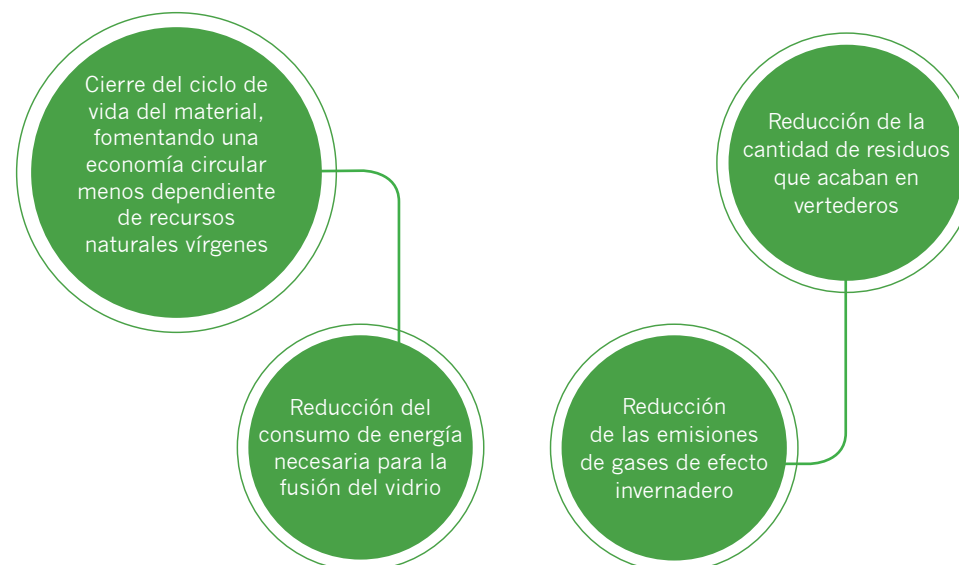 Cierre del ciclo de
vida del material,
fomentando una
economía circular
menos dependiente
de recursos
naturales vírgenes
Reducción del
consumo de energía
necesaria para la
fusión del vidrio
Reducción
de las emisiones
de gases de efecto
invernadero
Reducción de la
cantidad de residuos
que acaban en
vertederos